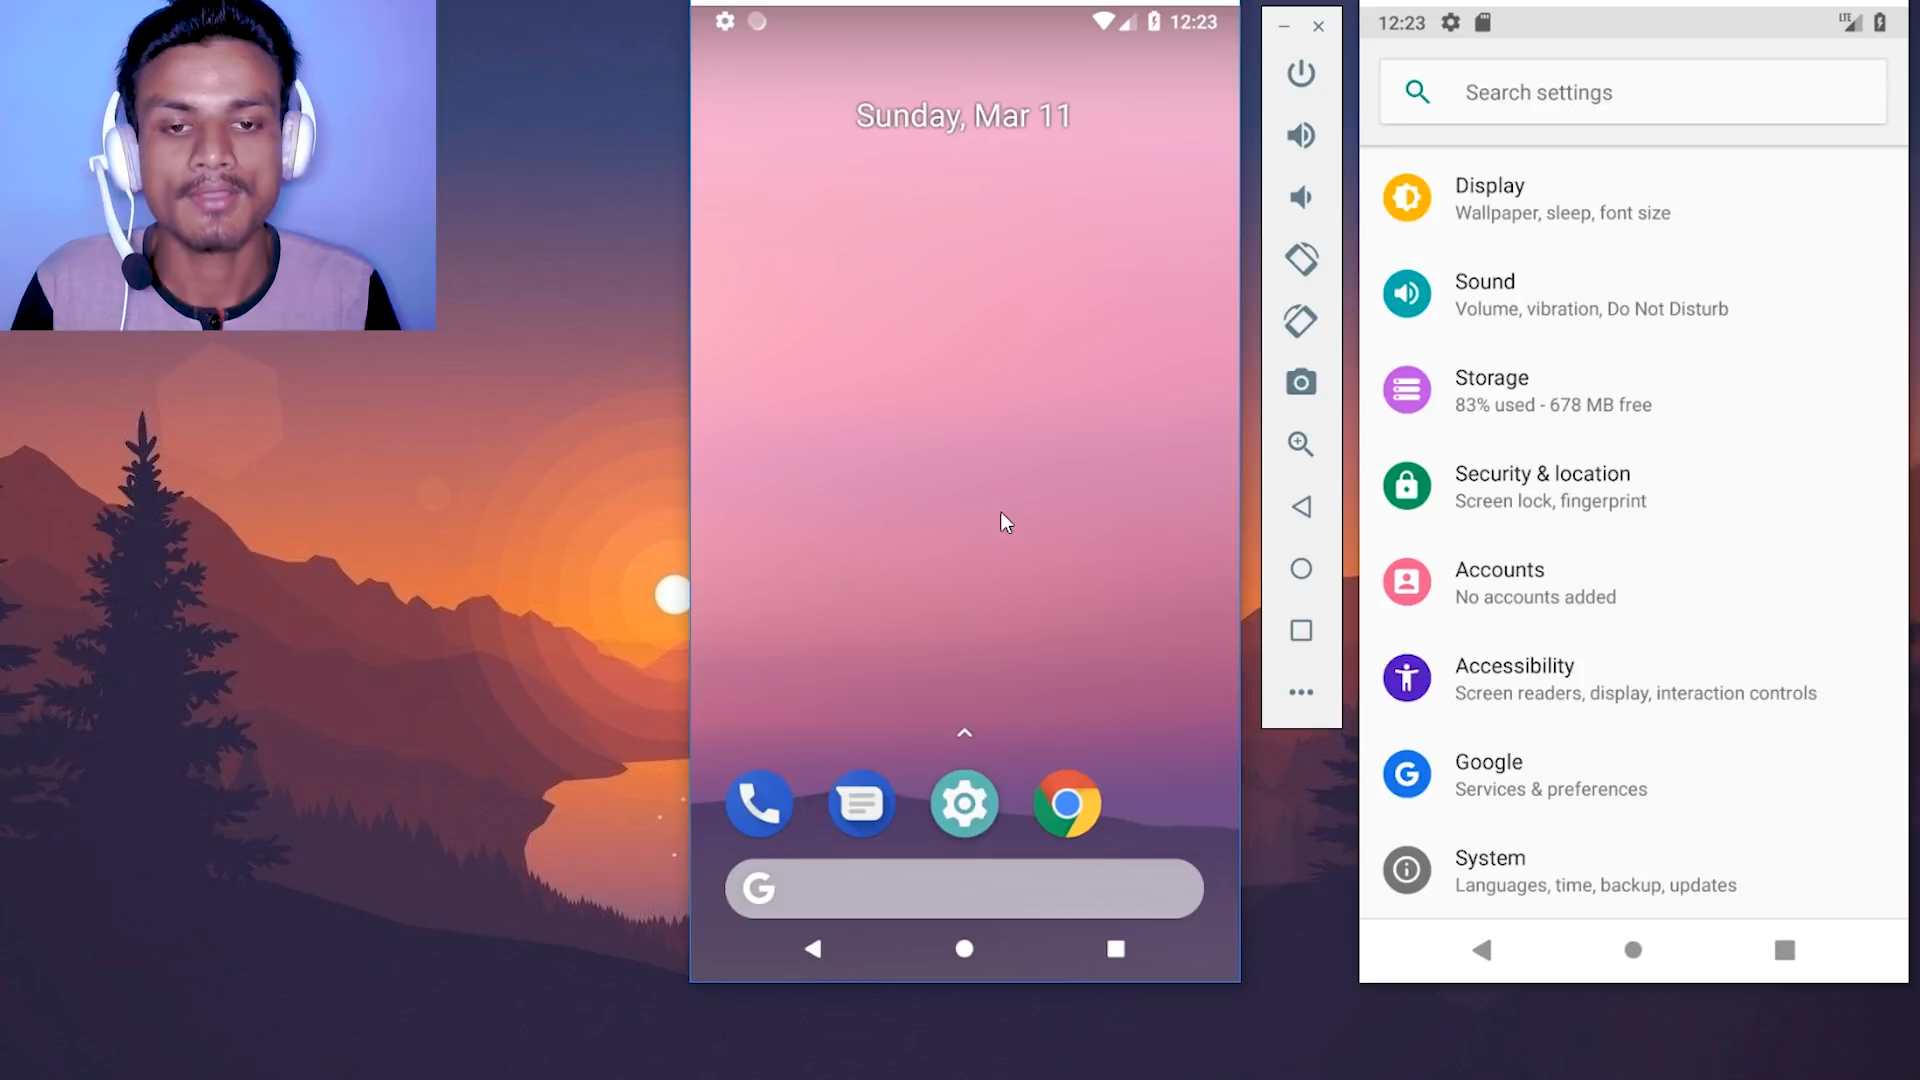 12:23
Sunday, Mar 11
12:23
LTE
Search settings
Display
Wallpaper, sleep, font size
Sound
Volume, vibration, Do Not Disturb
Storage
83% used - 678 MB free
Security & location
Screen lock, fingerprint
Accounts
No accounts added
Accessibility
Screen readers, display, interaction controls
Google
Services & preferences
System
Languages, time, backup, updates